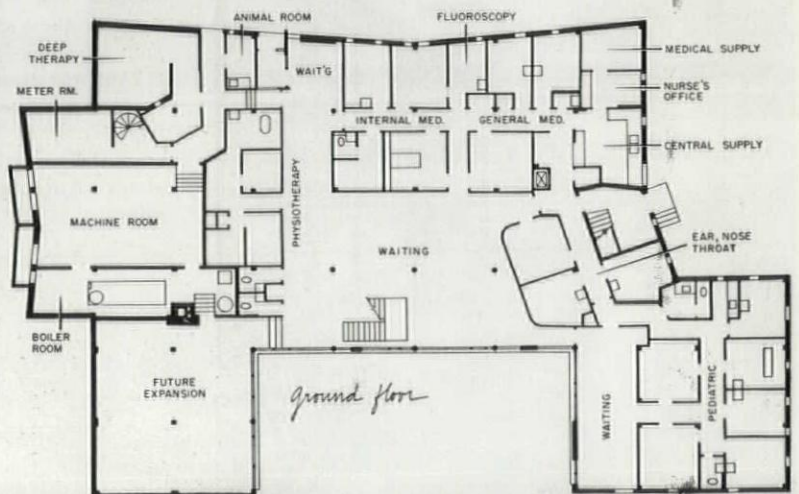 ANIMAL ROOM
FLUOROSCOPY
DEEP
THERAPY
WAIT'G
MEDICAL SUPPLY
METER RM.
NURSE'S
OFFICE
INTERNAL MED.
GENERAL MED.
CENTRAL SUPPLY
PHYSIOTHERAPY
MACHINE ROOM
WAITING
EAR, NOSE
THROAT
BOILER
ROOM
FUTURE
EXPANSION
ground floor
WAITING
PEDIATRIC